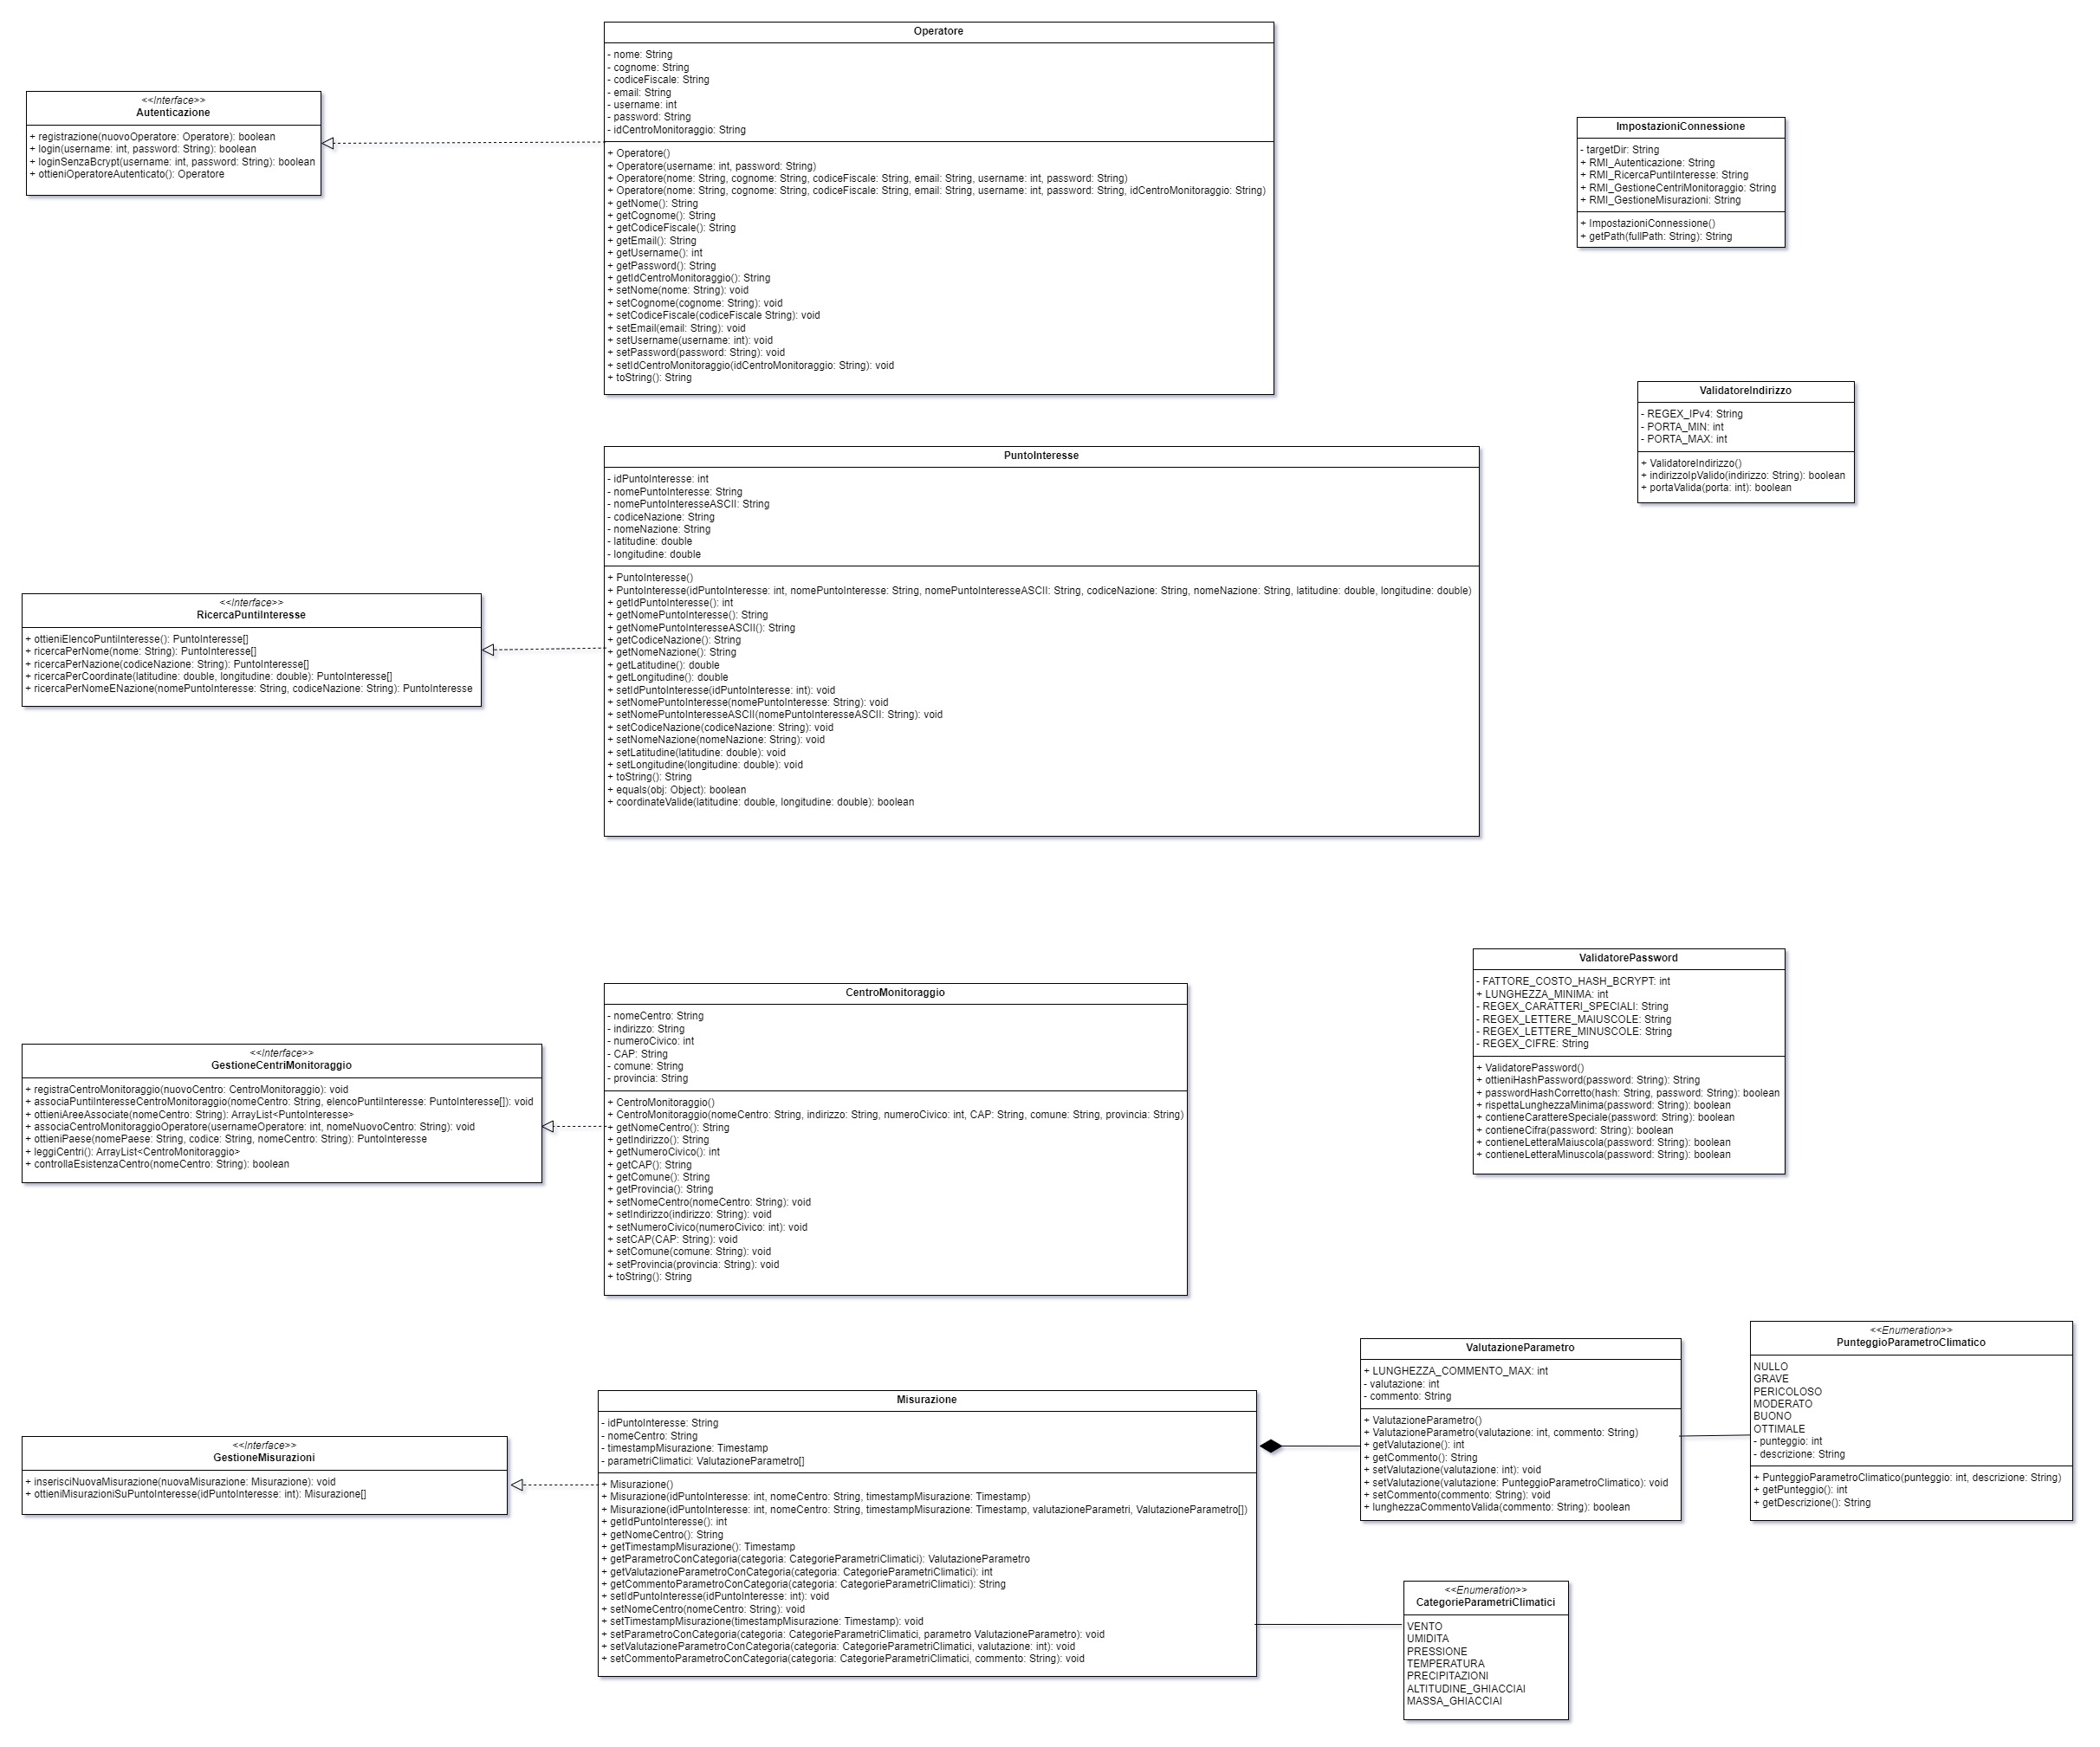 Operatore
- nome: String
- cognome: String
- codiceFiscale: String
- email: String
- username: int
- password: String
- idCentroMonitoraggio: String
+ Operatore()
+ Operatore(username: int, password: String)
+ Operatore(nome: String, cognome: String, codiceFiscale: String, email: String, username: int, password: String)
+ Operatore(nome: String, cognome: String, codiceFiscale: String, email: String, username: int, password: String, idCentroMonitoraggio: String)
+ getNome(): String
+ getCognome(): String
+ getCodiceFiscale(): String
+ getEmail(): String
+ getUsername(): int
+ getPassword(): String
+ getIdCentroMonitoraggio(): String
+ setNome(nome: String): void
+ setCognome(cognome: String): void
+ setCodiceFiscale(codiceFiscale String): void
+ setEmail(email: String): void
+ setUsername(username: int): void
+ setPassword(password: String): void
+ setIdCentroMonitoraggio(idCentroMonitoraggio: String): void
+ toString(): String
<<Interface>>
Autenticazione
+ registrazione(nuovoOperatore: Operatore): boolean
+ login(username: int, password: String): boolean
+ loginSenzaBcrypt(username: int, password: String): boolean
+ ottieniOperatoreAutenticato(): Operatore
ImpostazioniConnessione
- targetDir: String
+ RMI_Autenticazione: String
+ RMI_RicercaPuntiInteresse: String
+ RMI_GestioneCentriMonitoraggio: String
+ RMI_GestioneMisurazioni: String
+ ImpostazioniConnessione()
+ getPath(fullPath: String): String
ValidatoreIndirizzo
- REGEX_IPv4: String
- PORTA_MIN: int
- PORTA_MAX: int
+ ValidatoreIndirizzo()
+ indirizzoIpValido(indirizzo: String): boolean
+ portaValida(porta: int): boolean
PuntoInteresse
- idPuntoInteresse: int
- nomePuntoInteresse: String
- nomePuntoInteresseASCII: String
- codiceNazione: String
- nomeNazione: String
- latitudine: double
- longitudine: double
+ PuntoInteresse()
+ PuntoInteresse(idPuntoInteresse: int, nomePuntoInteresse: String, nomePuntoInteresseASCII: String, codiceNazione: String, nomeNazione: String, latitudine: double, longitudine: double)
+ getIdPuntoInteresse(): int
+ getNomePuntoInteresse(): String
+ getNomePuntoInteresseASCII(): String
+ getCodiceNazione(): String
+ getNomeNazione(): String
+ getLatitudine(): double
+ getLongitudine(): double
+ setIdPuntoInteresse(idPuntoInteresse: int): void
+ setNomePuntoInteresse(nomePuntoInteresse: String): void
+ setNomePuntoInteresseASCII(nomePuntoInteresseASCII: String): void
+ setCodiceNazione(codiceNazione: String): void
+ setNomeNazione(nomeNazione: String): void
+ setLatitudine(latitudine: double): void
+ setLongitudine(longitudine: double): void
+ toString(): String
+ equals(obj: Object): boolean
+ coordinateValide(latitudine: double, longitudine: double): boolean
<<Interface>>
RicercaPuntiInteresse
+ ottieniElencoPuntiInteresse(): PuntoInteresse[]
+ ricercaPerNome(nome: String): PuntoInteresse[]
+ ricercaPerNazione(codiceNazione: String): PuntoInteresse[]
+ ricercaPerCoordinate(latitudine: double, longitudine: double): PuntoInteresse[]
+ ricercaPerNomeENazione(nomePuntoInteresse: String, codiceNazione: String): PuntoInteresse
ValidatorePassword
- FATTORE_COSTO_HASH_BCRYPT: int
+ LUNGHEZZA_MINIMA: int
- REGEX_CARATTERI_SPECIALI: String
- REGEX_LETTERE_MAIUSCOLE: String
- REGEX_LETTERE_MINUSCOLE: String
- REGEX_CIFRE: String
+ ValidatorePassword()
+ ottieniHashPassword(password: String): String
+ passwordHashCorretto(hash: String, password: String): boolean
+ rispettaLunghezzaMinima(password: String): boolean
+ contieneCarattereSpeciale(password: String): boolean
+ contieneCifra(password: String): boolean
+ contieneLetteraMaiuscola(password: String): boolean
+ contieneLetteraMinuscola(password: String): boolean
CentroMonitoraggio
- nomeCentro: String
- indirizzo: String
- numeroCivico: int
- CAP: String
- comune: String
- provincia: String
+ CentroMonitoraggio()
+ CentroMonitoraggio(nomeCentro: String, indirizzo: String, numeroCivico: int, CAP: String, comune: String, provincia: String)
+ getNomeCentro(): String
+ getIndirizzo(): String
+ getNumeroCivico(): int
+ getCAP(): String
+ getComune(): String
+ getProvincia(): String
+ setNomeCentro(nomeCentro: String): void
+ setIndirizzo(indirizzo: String): void
+ setNumeroCivico(numeroCivico: int): void
+ setCAP(CAP: String): void
+ setComune(comune: String): void
+ setProvincia(provincia: String): void
+ toString(): String
<<Interface>>
GestioneCentriMonitoraggio
+ registraCentroMonitoraggio(nuovoCentro: CentroMonitoraggio): void
+ associaPuntiInteresseCentroMonitoraggio(nomeCentro: String, elencoPuntiInteresse: PuntoInteresse[]): void
+ ottieniAreeAssociate(nomeCentro: String): ArrayList<PuntoInteresse>
+ associaCentroMonitoraggioOperatore(usernameOperatore: int, nomeNuovoCentro: String): void
+ ottieniPaese(nomePaese: String, codice: String, nomeCentro: String): PuntoInteresse
+ leggiCentri(): ArrayList<CentroMonitoraggio>
+ controllaEsistenzaCentro(nomeCentro: String): boolean
<<Enumeration>>
PunteggioParametroClimatico
NULLO
GRAVE
PERICOLOSO
MODERATO
BUONO
OTTIMALE
- punteggio: int
- descrizione: String
+ PunteggioParametroClimatico(punteggio: int, descrizione: String)
+ getPunteggio(): int
+ getDescrizione(): String
ValutazioneParametro
+ LUNGHEZZA_COMMENTO_MAX: int
- valutazione: int
- commento: String
+ ValutazioneParametro()
+ ValutazioneParametro(valutazione: int, commento: String)
+ getValutazione(): int
+ getCommento(): String
+ setValutazione(valutazione: int): void
+ setValutazione(valutazione: PunteggioParametroClimatico): void
+ setCommento(commento: String): void
+ lunghezzaCommentoValida(commento: String): boolean
Misurazione
- idPuntoInteresse: String
- nomeCentro: String
- timestampMisurazione: Timestamp
- parametriClimatici: ValutazioneParametro[]
+ Misurazione()
+ Misurazione(idPuntoInteresse: int, nomeCentro: String, timestampMisurazione: Timestamp)
+ Misurazione(idPuntoInteresse: int, nomeCentro: String, timestampMisurazione: Timestamp, valutazioneParametri, ValutazioneParametro[])
+ getIdPuntoInteresse(): int
+ getNomeCentro(): String
+ getTimestampMisurazione(): Timestamp
+ getParametroConCategoria(categoria: CategorieParametriClimatici): ValutazioneParametro
+ getValutazioneParametroConCategoria(categoria: CategorieParametriClimatici): int
+ getCommentoParametroConCategoria(categoria: CategorieParametriClimatici): String
+ setIdPuntoInteresse(idPuntoInteresse: int): void
+ setNomeCentro(nomeCentro: String): void
+ setTimestampMisurazione(timestampMisurazione: Timestamp): void
+ setParametroConCategoria(categoria: CategorieParametriClimatici, parametro ValutazioneParametro): void
+ setValutazioneParametroConCategoria(categoria: CategorieParametriClimatici, valutazione: int): void
+ setCommentoParametroConCategoria(categoria: CategorieParametriClimatici, commento: String): void
<<Interface>>
GestioneMisurazioni
+ inserisciNuovaMisurazione(nuovaMisurazione: Misurazione): void
+ ottieniMisurazioniSuPuntoInteresse(idPuntoInteresse: int): Misurazione[]
<<Enumeration>>
CategorieParametriClimatici
VENTO
UMIDITA
PRESSIONE
TEMPERATURA
PRECIPITAZIONI
ALTITUDINE_GHIACCIAI
MASSA_GHIACCIAI